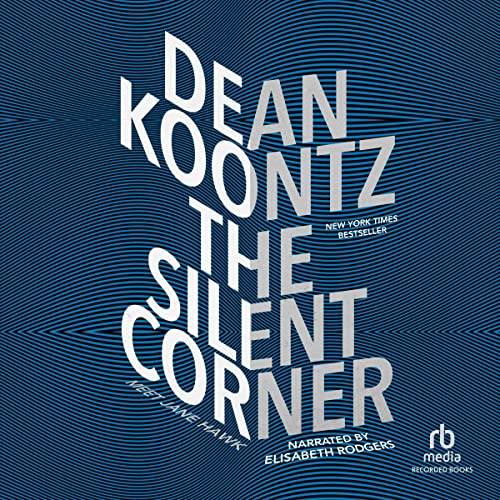 DEAN
KOONTZ
NEW YORK TIMES
BESTSELLER
THE
SILENT
CORNER
MEET JANE HAWK
NARRATED BY
ELISABETH RODGERS
rb
media
RECORDED BOOKS